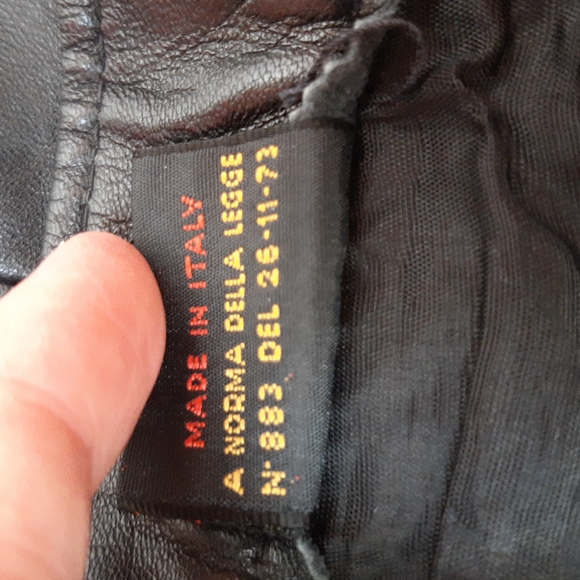 MADE IN ITALY
A NORMA DELLA LEGGE
N° 883 DEL 26-11-73